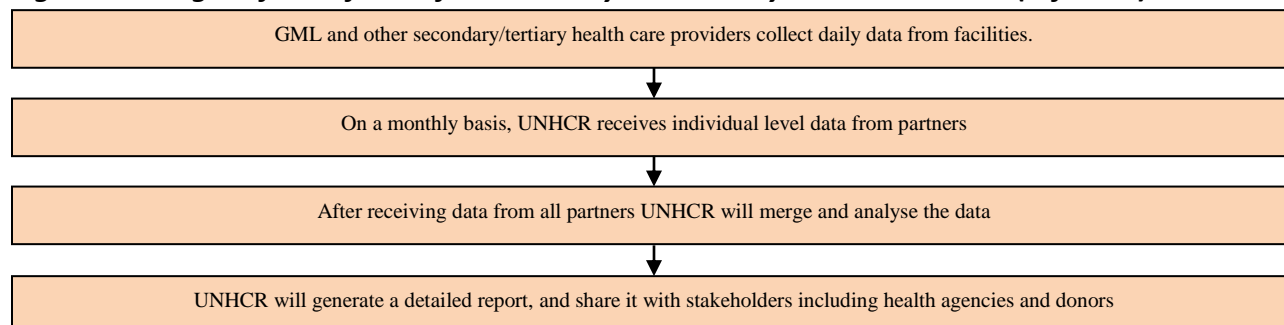 GML and other secondary/tertiary health care providers collect daily data from facilities.
On a monthly basis, UNHCR receives individual level data from partners
After receiving data from all partners UNHCR will merge and analyse the data
UNHCR will generate a detailed report, and share it with stakeholders including health agencies and donors